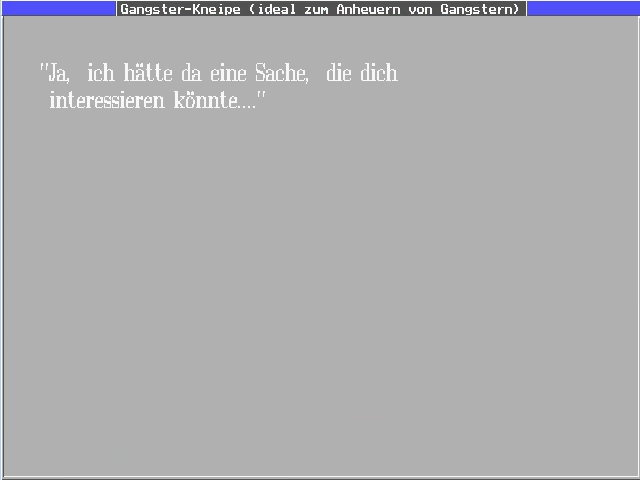 Gangster-Kneipe (ideal zum Anheuern von Gangstern)
"Ja, ich hätte da eine Sache, die dich
interessieren könnte...."